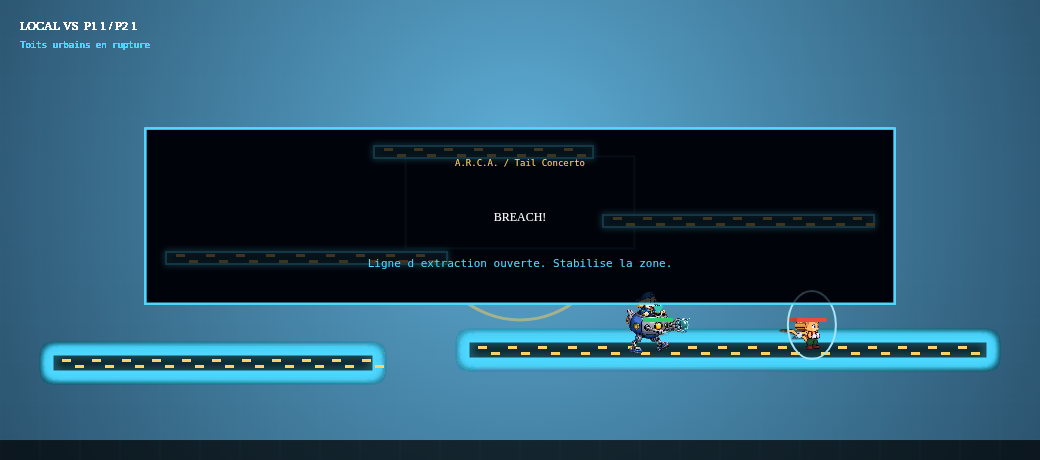 LOCAL VS P1 1 / P2 1
Toits urbains en rupture
A.R.C.A. / Tail Concerto
BREACH!
Ligne d extraction ouverte. Stabilise la zone.